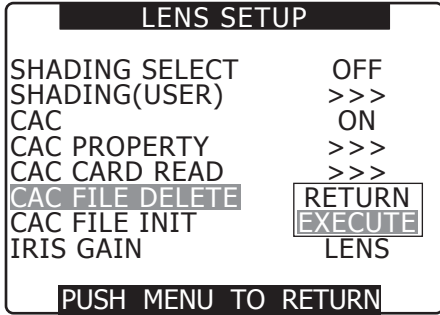 LENS SETUP
SHADING SELECT OFF
SHADING(USER) >>>
CAC ON
CAC PROPERTY >>>
CAC CARD READ >>>
CAC FILE DELETE RETURN
CAC FILE INIT EXECUTE
IRIS GAIN LENS
PUSH MENU TO RETURN